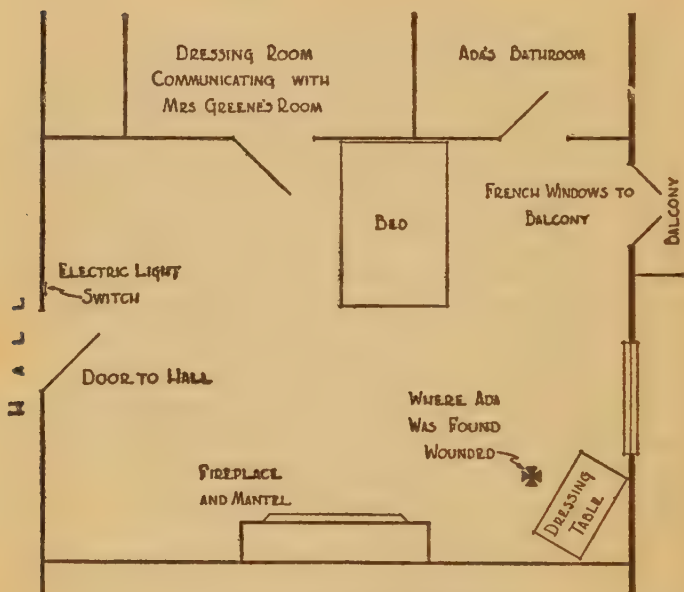 DRESSING ROOM
COMMUNICATING WITH
MRS GREENE'S ROOM
ADA'S BATHROOM
FRENCH WINDOWS TO
BALCONY
BALCONY
BED
ELECTRIC LIGHT
SWITCH
HALL
DOOR TO HALL
WHERE ADA
WAS FOUND
WOUNDED
FIREPLACE
AND MANTEL
DRESSING
TABLE